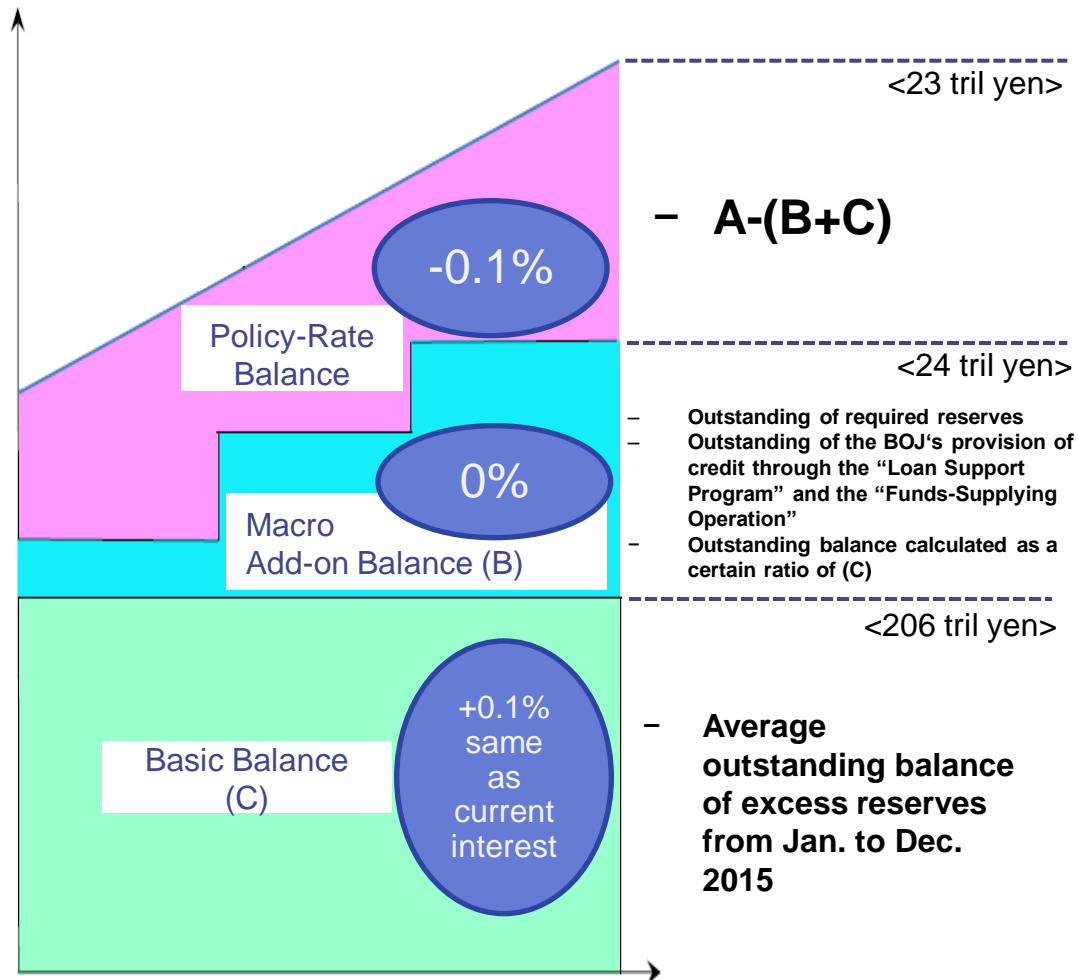 <23 tril yen>
– A-(B+C)
-0.1%
Policy-Rate
Balance
<24 tril yen>
– Outstanding of required reserves
– Outstanding of the BOJ‘s provision of
credit through the “Loan Support
Program” and the “Funds-Supplying
Operation”
– Outstanding balance calculated as a
certain ratio of (C)
0%
Macro
Add-on Balance (B)
<206 tril yen>
+0.1%
same
as
current
interest
Basic Balance
(C)
– Average
outstanding balance
of excess reserves
from Jan. to Dec.
2015